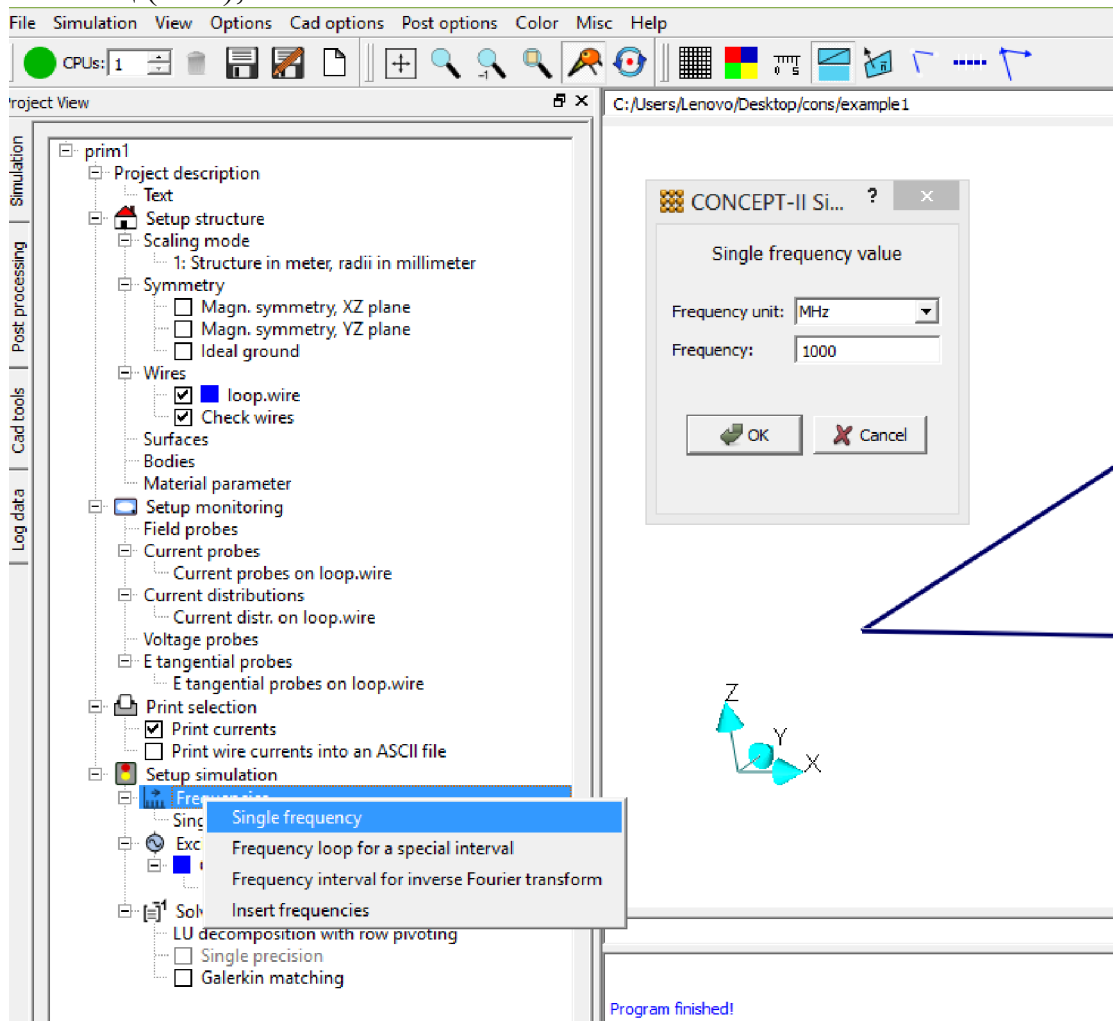 File Simulation View Options Cad options Post options Color Misc Help
CPUs: 1
-1
0 s
n
roject View
C:/Users/Lenovo/Desktop/cons/example1
Simulation
Post processing
Cad tools
Log data
prim1
Project description
Text
Setup structure
Scaling mode
1: Structure in meter, radii in millimeter
Symmetry
Magn. symmetry, XZ plane
Magn. symmetry, YZ plane
Ideal ground
Wires
loop.wire
Check wires
Surfaces
Bodies
Material parameter
Setup monitoring
Field probes
Current probes
Current probes on loop.wire
Current distributions
Current distr. on loop.wire
Voltage probes
E tangential probes
E tangential probes on loop.wire
Print selection
Print currents
Print wire currents into an ASCII file
Setup simulation
Frequencies
Sing
Exc
Solv
LU decomposition with row pivoting
Single precision
Galerkin matching
Single frequency
Frequency loop for a special interval
Frequency interval for inverse Fourier transform
Insert frequencies
CONCEPT-II Si... ? ×
Single frequency value
Frequency unit: MHz
Frequency: 1000
OK Cancel
Z
Y
X
Program finished!